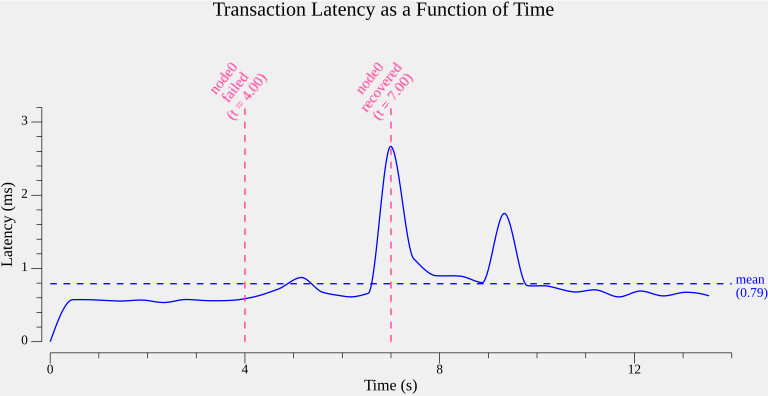 Transaction Latency as a Function of Time
node0
failed
(t = 4.00)
node0
recovered
(t = 7.00)
3
2
1
0
Latency (ms)
mean
(0.79)
0
4
8
12
Time (s)